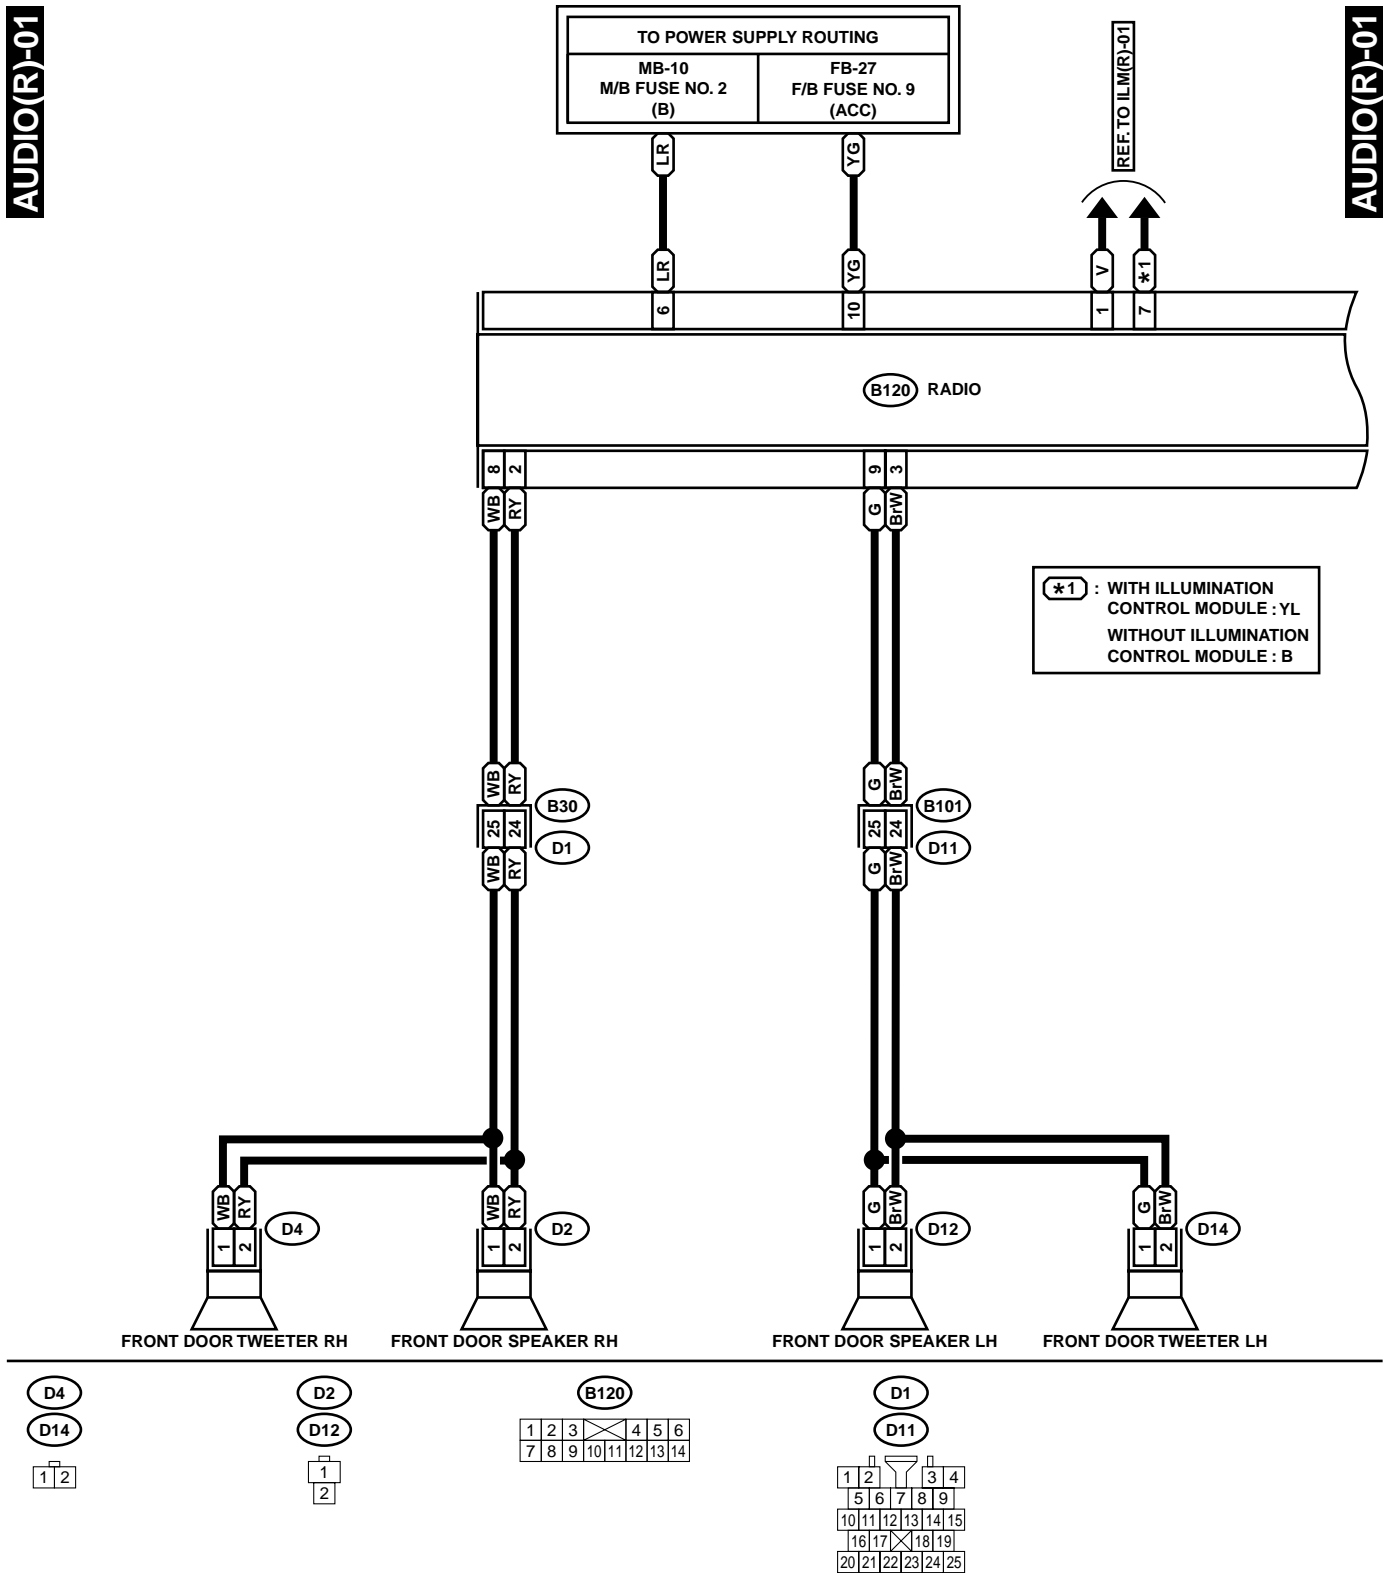 AUDIO(R)-01
AUDIO(R)-01
TO POWER SUPPLY ROUTING
MB-10
M/B FUSE NO. 2
(B)
FB-27
F/B FUSE NO. 9
(ACC)
REF. TO ILM(R)-01
LR
YG
LR
YG
V
*1
6
10
1
7
B120 RADIO
8
2
9
3
WB
RY
G
BrW
*1 : WITH ILLUMINATION
CONTROL MODULE : YL
WITHOUT ILLUMINATION
CONTROL MODULE : B
WB
RY
G
BrW
B30
B101
25
24
25
24
D1
D11
WB
RY
G
BrW
WB
RY
WB
RY
G
BrW
G
BrW
D4
D2
D12
D14
1
2
1
2
1
2
1
2
FRONT DOOR TWEETER RH
FRONT DOOR SPEAKER RH
FRONT DOOR SPEAKER LH
FRONT DOOR TWEETER LH
D4
D14
1 2
D2
D12
1
2
B120
1 2 3 4 5 6
7 8 9 10 11 12 13 14
D1
D11
1 2 3 4
5 6 7 8 9
10 11 12 13 14 15
16 17 18 19
20 21 22 23 24 25